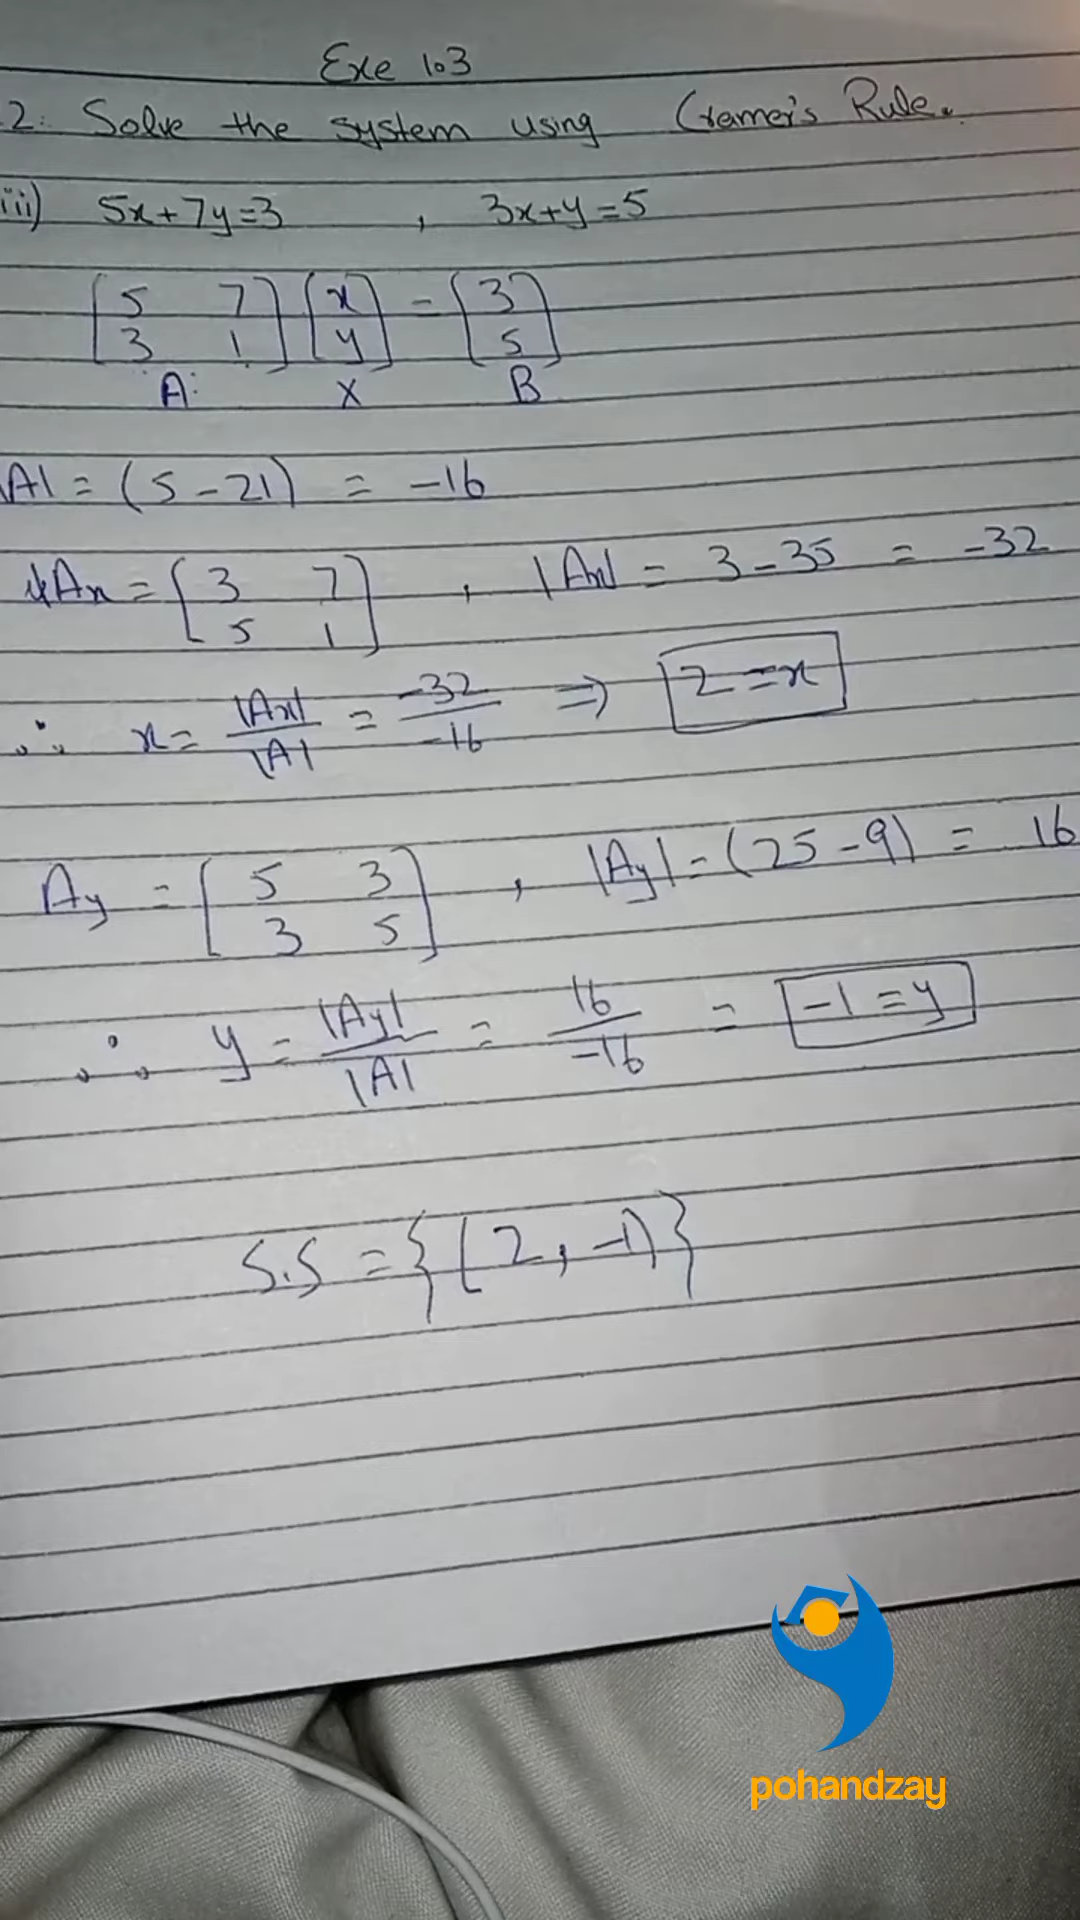 Exe 1.3
2. Solve the system using Cramer's Rule.
iii) 5x+7y=3 , 3x+y=5
[5 7] [x] = [3]
[3 1] [y] [5]
A X B
|A| = (5-21) = -16
Ax = [3 7] , |Ax| = 3-35 = -32
[5 1]
∴ x = |Ax| / |A| = -32 / -16 ⇒ 2=x
Ay = [5 3] , |Ay| = (25-9) = 16
[3 5]
∴ y = |Ay| / |A| = 16 / -16 = -1=y
S.S = {(2, -1)}
pohandzay